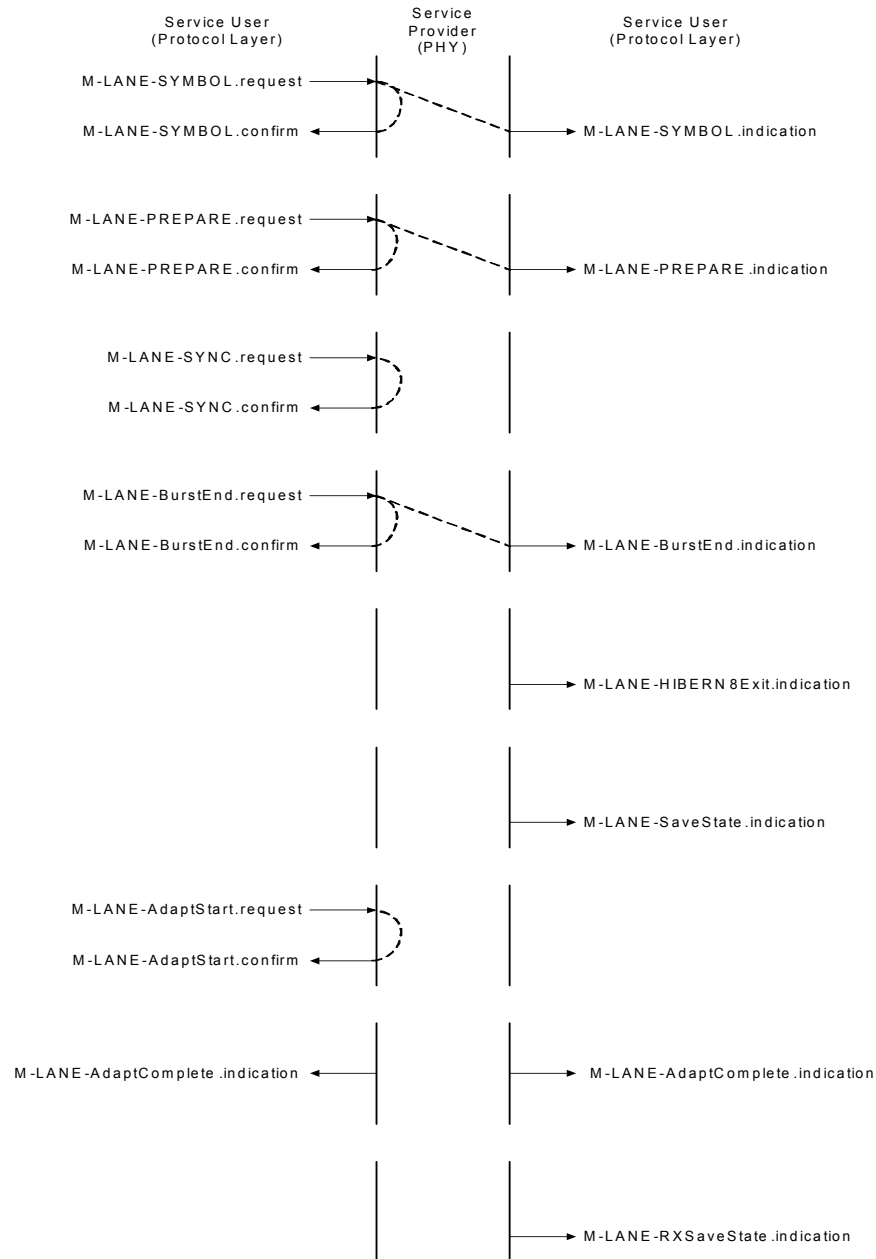 Service User
(Protocol Layer)
Service
Provider
(PHY)
Service User
(Protocol Layer)
M-LANE-SYMBOL.request
M-LANE-SYMBOL.confirm
M-LANE-SYMBOL.indication
M-LANE-PREPARE.request
M-LANE-PREPARE.confirm
M-LANE-PREPARE.indication
M-LANE-SYNC.request
M-LANE-SYNC.confirm
M-LANE-BurstEnd.request
M-LANE-BurstEnd.confirm
M-LANE-BurstEnd.indication
M-LANE-HIBERN8Exit.indication
M-LANE-SaveState.indication
M-LANE-AdaptStart.request
M-LANE-AdaptStart.confirm
M-LANE-AdaptComplete.indication
M-LANE-AdaptComplete.indication
M-LANE-RXSaveState.indication